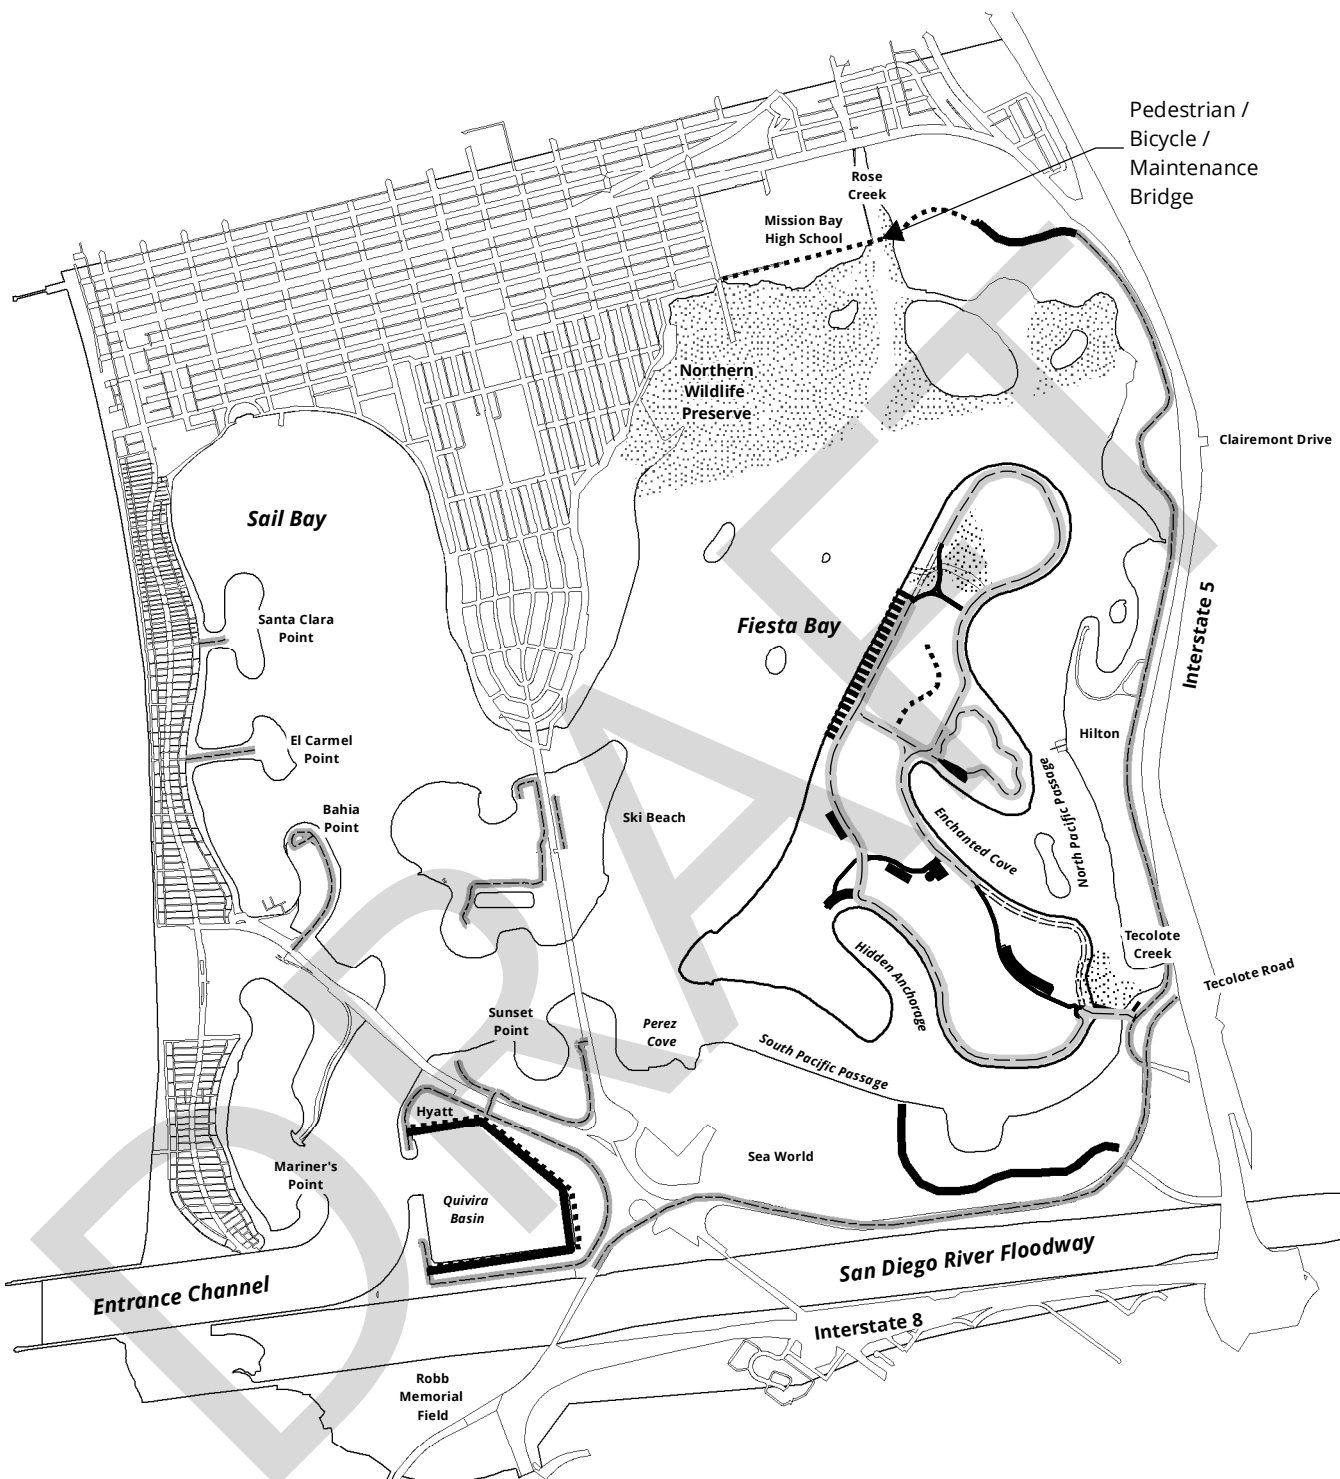 Pedestrian /
Bicycle /
Maintenance
Bridge
Rose
Creek
Mission Bay
High School
Northern
Wildlife
Preserve
Clairemont Drive
Sail Bay
Santa Clara
Point
Fiesta Bay
Interstate 5
El Carmel
Point
Hilton
North Pacific Passage
Bahia
Point
Ski Beach
Enchanted Cove
Tecolote
Creek
Tecolote Road
Hidden Anchorage
Sunset
Point
Perez
Cove
South Pacific Passage
Hyatt
Sea World
Mariner's
Point
Quivira
Basin
San Diego River Floodway
Entrance Channel
Interstate 8
Robb
Memorial
Field
DRAFT